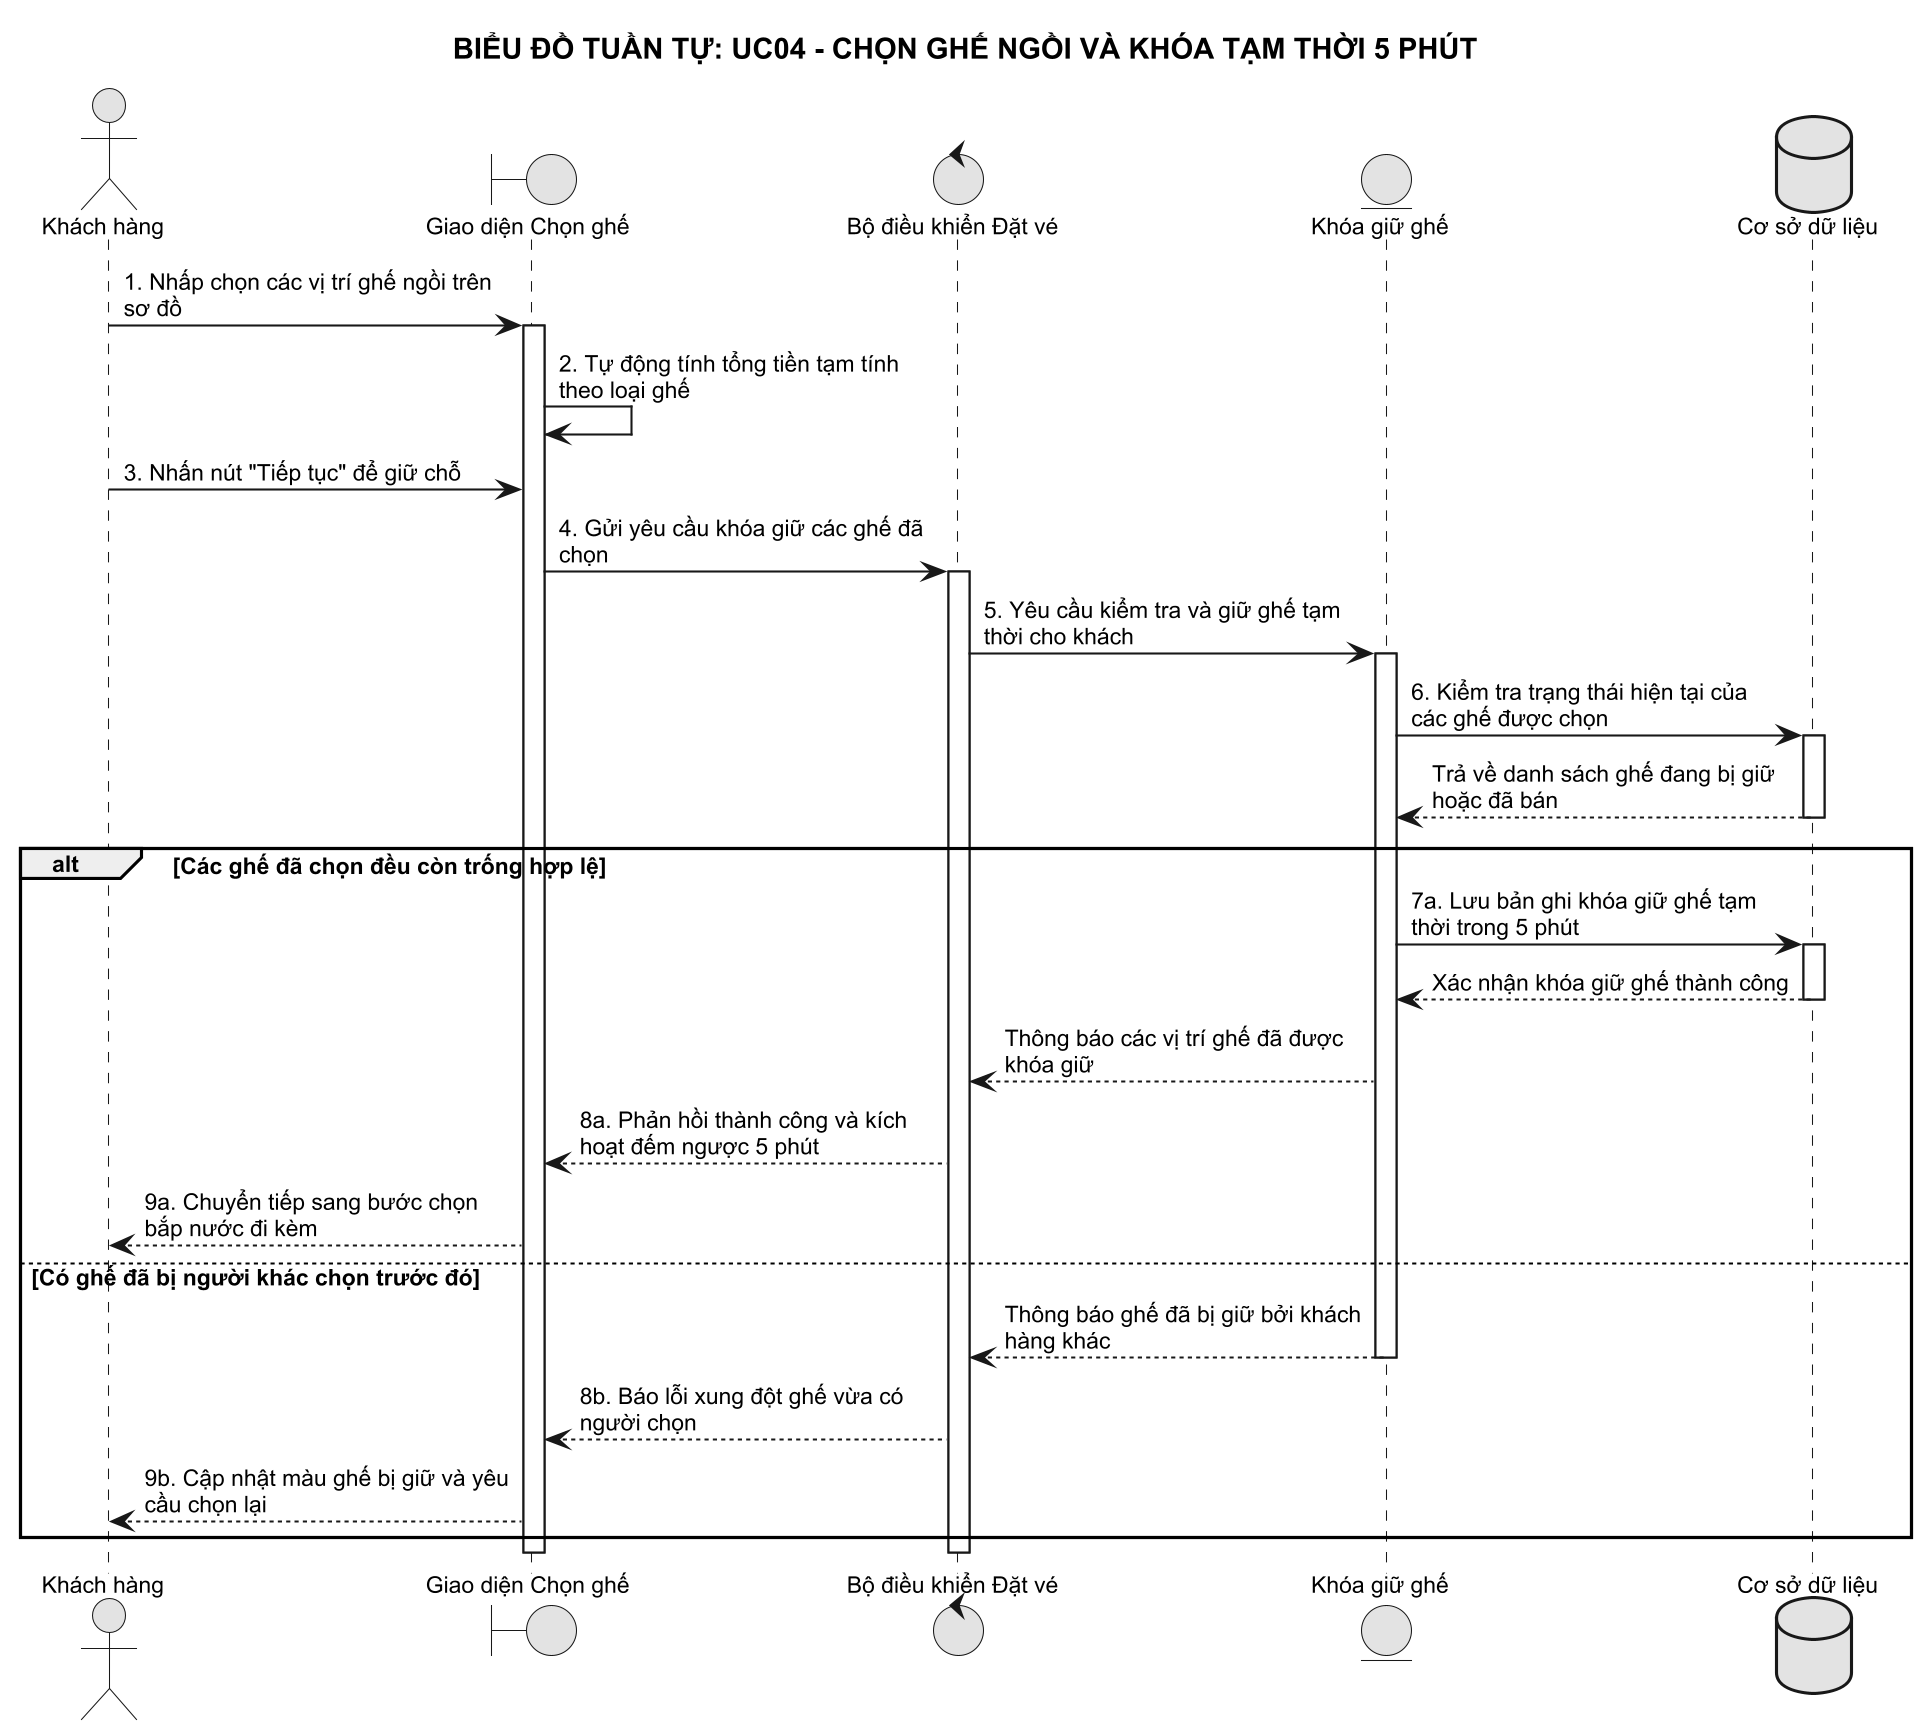 BIỂU ĐỒ TUẦN TỰ: UC04 - CHỌN GHẾ NGỒI VÀ KHÓA TẠM THỜI 5 PHÚT
Khách hàng
Giao diện Chọn ghế
Bộ điều khiển Đặt vé
Khóa giữ ghế
Cơ sở dữ liệu
1. Nhấp chọn các vị trí ghế ngồi trên
sơ đồ
2. Tự động tính tổng tiền tạm tính
theo loại ghế
3. Nhấn nút "Tiếp tục" để giữ chỗ
4. Gửi yêu cầu khóa giữ các ghế đã
chọn
5. Yêu cầu kiểm tra và giữ ghế tạm
thời cho khách
6. Kiểm tra trạng thái hiện tại của
các ghế được chọn
Trả về danh sách ghế đang bị giữ
hoặc đã bán
alt
[Các ghế đã chọn đều còn trống hợp lệ]
7a. Lưu bản ghi khóa giữ ghế tạm
thời trong 5 phút
Xác nhận khóa giữ ghế thành công
Thông báo các vị trí ghế đã được
khóa giữ
8a. Phản hồi thành công và kích
hoạt đếm ngược 5 phút
9a. Chuyển tiếp sang bước chọn
bắp nước đi kèm
[Có ghế đã bị người khác chọn trước đó]
Thông báo ghế đã bị giữ bởi khách
hàng khác
8b. Báo lỗi xung đột ghế vừa có
người chọn
9b. Cập nhật màu ghế bị giữ và yêu
cầu chọn lại
Khách hàng
Giao diện Chọn ghế
Bộ điều khiển Đặt vé
Khóa giữ ghế
Cơ sở dữ liệu